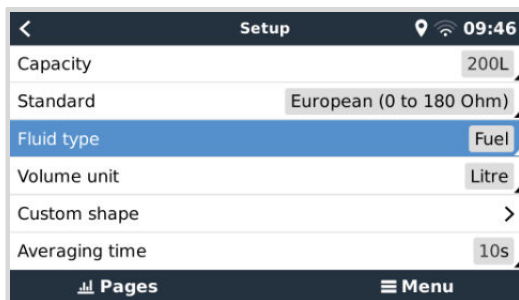 Setup 09:46
Capacity 200L
Standard European (0 to 180 Ohm)
Fluid type Fuel
Volume unit Litre
Custom shape
Averaging time 10s
Pages Menu